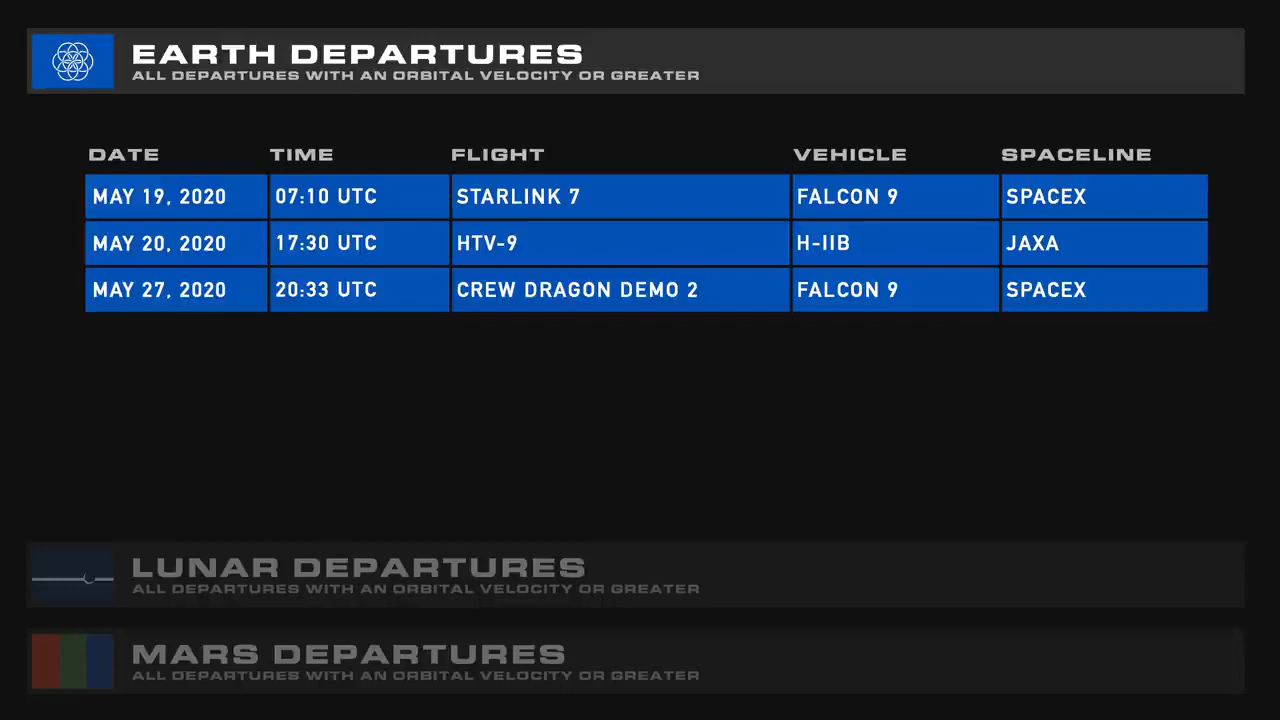 EARTH DEPARTURES
ALL DEPARTURES WITH AN ORBITAL VELOCITY OR GREATER
DATE TIME FLIGHT VEHICLE SPACELINE
MAY 19, 2020 07:10 UTC STARLINK 7 FALCON 9 SPACEX
MAY 20, 2020 17:30 UTC HTV-9 H-IIB JAXA
MAY 27, 2020 20:33 UTC CREW DRAGON DEMO 2 FALCON 9 SPACEX
LUNAR DEPARTURES
ALL DEPARTURES WITH AN ORBITAL VELOCITY OR GREATER
MARS DEPARTURES
ALL DEPARTURES WITH AN ORBITAL VELOCITY OR GREATER